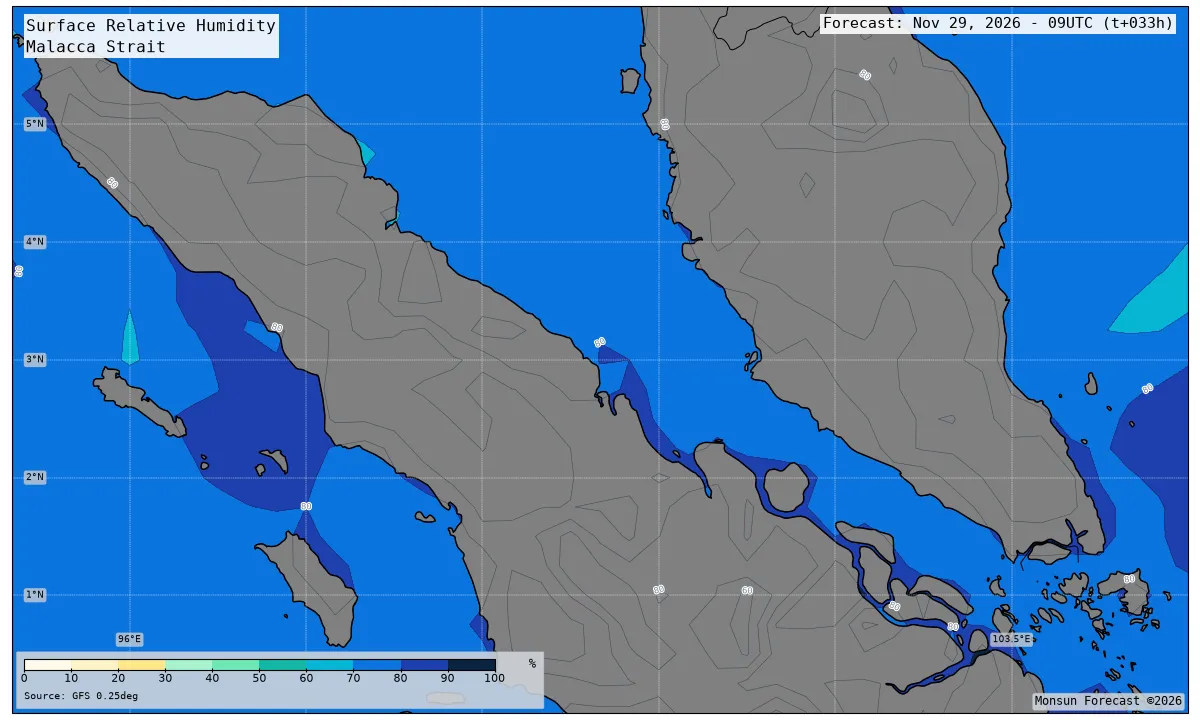 Surface Relative Humidity
Malacca Strait
Forecast: Nov 29, 2026 - 09UTC (t+033h)
80
80
5°N
80
4°N
80
80
80
3°N
80
2°N
80
80
1°N
80
60
80
80
96°E
103.5°E
%
0 10 20 30 40 50 60 70 80 90 100
Source: GFS 0.25deg
Monsun Forecast ©2026